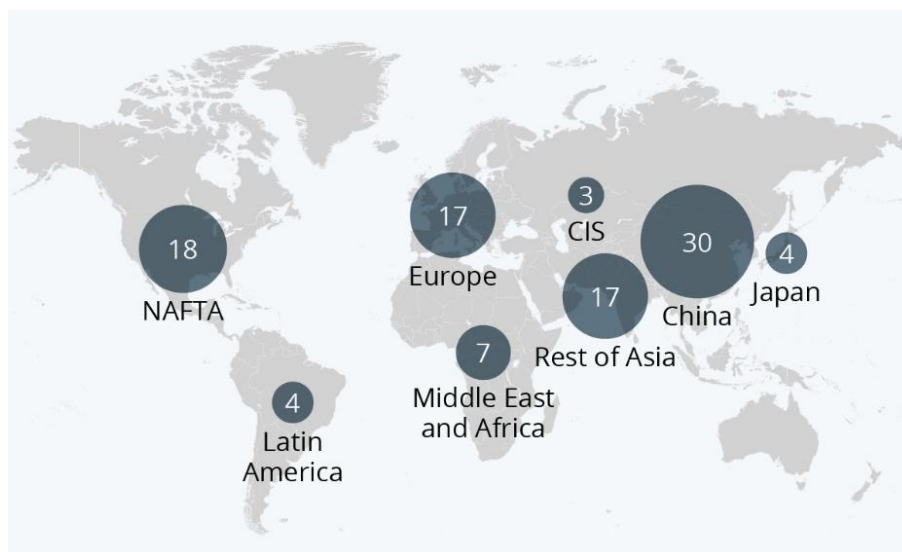 18
NAFTA
4
Latin
America
17
Europe
7
Middle East
and Africa
3
CIS
17
Rest of Asia
30
China
4
Japan